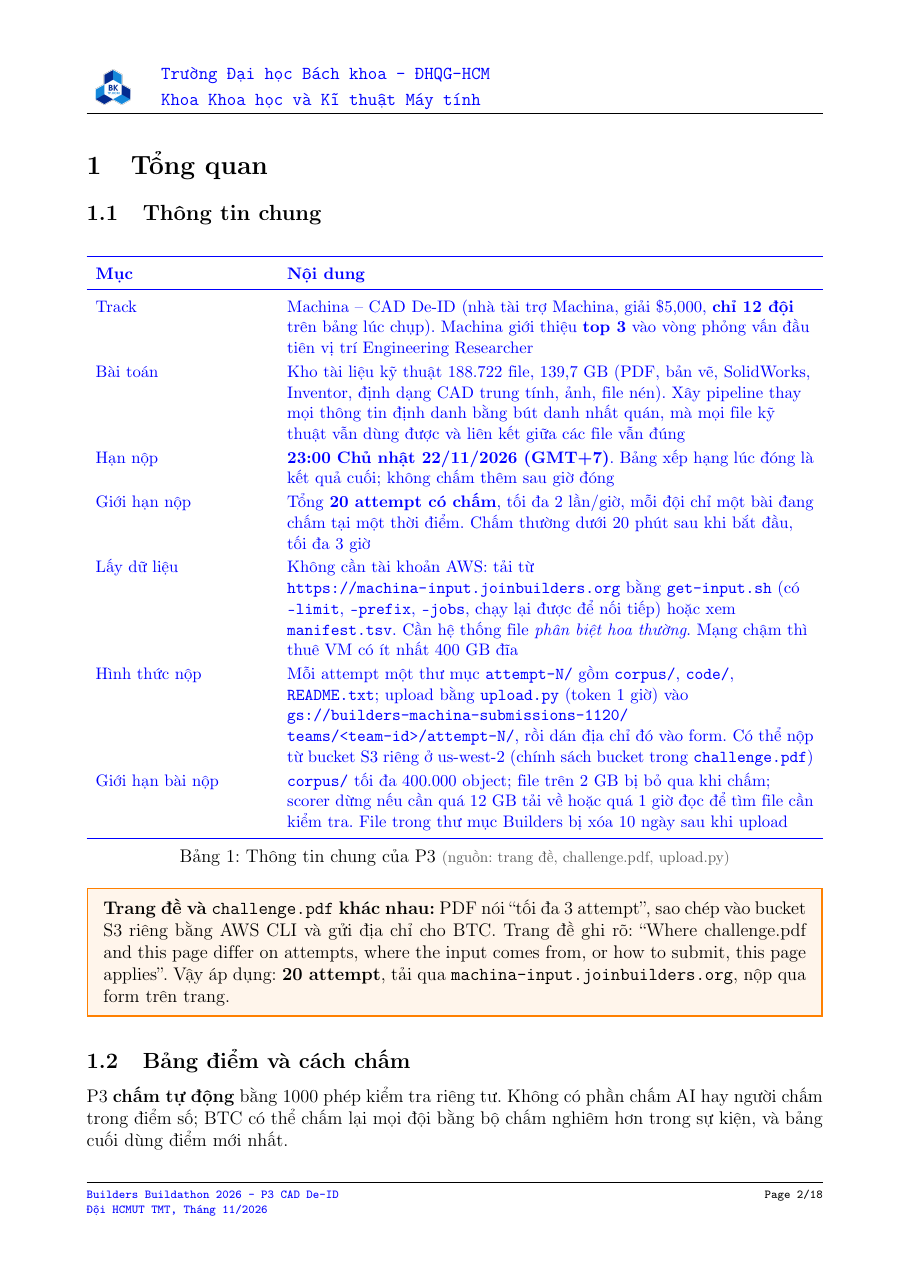 BK
Trường Đại học Bách khoa - ĐHQG-HCM
Khoa Khoa học và Kĩ thuật Máy tính
1 Tổng quan
1.1 Thông tin chung
Mục Nội dung
Track Machina – CAD De-ID (nhà tài trợ Machina, giải $5,000, chỉ 12 đội
trên bảng lúc chụp). Machina giới thiệu top 3 vào vòng phỏng vấn đầu
tiên vị trí Engineering Researcher
Bài toán Kho tài liệu kỹ thuật 188.722 file, 139,7 GB (PDF, bản vẽ, SolidWorks,
Inventor, định dạng CAD trung tính, ảnh, file nén). Xây pipeline thay
mọi thông tin định danh bằng bút danh nhất quán, mà mọi file kỹ
thuật vẫn dùng được và liên kết giữa các file vẫn đúng
Hạn nộp 23:00 Chủ nhật 22/11/2026 (GMT+7). Bảng xếp hạng lúc đóng là
kết quả cuối; không chấm thêm sau giờ đóng
Giới hạn nộp Tổng 20 attempt có chấm, tối đa 2 lần/giờ, mỗi đội chỉ một bài đang
chấm tại một thời điểm. Chấm thường dưới 20 phút sau khi bắt đầu,
tối đa 3 giờ
Lấy dữ liệu Không cần tài khoản AWS: tải từ
https://machina-input.joinbuilders.org bằng get-input.sh (có
-limit, -prefix, -jobs, chạy lại được để nối tiếp) hoặc xem
manifest.tsv. Cần hệ thống file phân biệt hoa thường. Mạng chậm thì
thuê VM có ít nhất 400 GB đĩa
Hình thức nộp Mỗi attempt một thư mục attempt-N/ gồm corpus/, code/,
README.txt; upload bằng upload.py (token 1 giờ) vào
gs://builders-machina-submissions-1120/
teams/<team-id>/attempt-N/, rồi dán địa chỉ đó vào form. Có thể nộp
từ bucket S3 riêng ở us-west-2 (chính sách bucket trong challenge.pdf)
Giới hạn bài nộp corpus/ tối đa 400.000 object; file trên 2 GB bị bỏ qua khi chấm;
scorer dừng nếu cần quá 12 GB tải về hoặc quá 1 giờ đọc để tìm file cần
kiểm tra. File trong thư mục Builders bị xóa 10 ngày sau khi upload
Bảng 1: Thông tin chung của P3 (nguồn: trang đề, challenge.pdf, upload.py)
Trang đề và challenge.pdf khác nhau: PDF nói “tối đa 3 attempt”, sao chép vào bucket
S3 riêng bằng AWS CLI và gửi địa chỉ cho BTC. Trang đề ghi rõ: “Where challenge.pdf
and this page differ on attempts, where the input comes from, or how to submit, this page
applies”. Vậy áp dụng: 20 attempt, tải qua machina-input.joinbuilders.org, nộp qua
form trên trang.
1.2 Bảng điểm và cách chấm
P3 chấm tự động bằng 1000 phép kiểm tra riêng tư. Không có phần chấm AI hay người chấm
trong điểm số; BTC có thể chấm lại mọi đội bằng bộ chấm nghiêm hơn trong sự kiện, và bảng
cuối dùng điểm mới nhất.
Builders Buildathon 2026 - P3 CAD De-ID Page 2/18
Đội HCMUT TMT, Tháng 11/2026